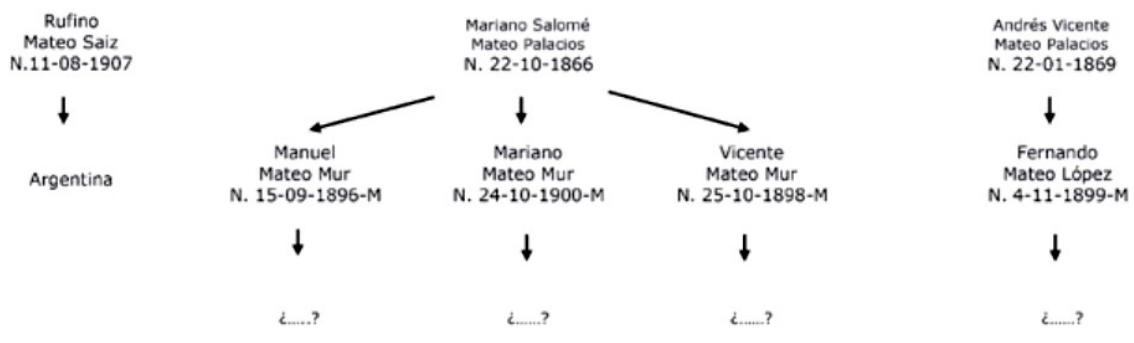 Rufino
Mateo Saiz
N.11-08-1907
Argentina
Mariano Salomé
Mateo Palacios
N. 22-10-1866
Manuel
Mateo Mur
N. 15-09-1896-M
¿......?
Mariano
Mateo Mur
N. 24-10-1900-M
¿......?
Vicente
Mateo Mur
N. 25-10-1898-M
¿......?
Andrés Vicente
Mateo Palacios
N. 22-01-1869
Fernando
Mateo López
N. 4-11-1899-M
¿......?